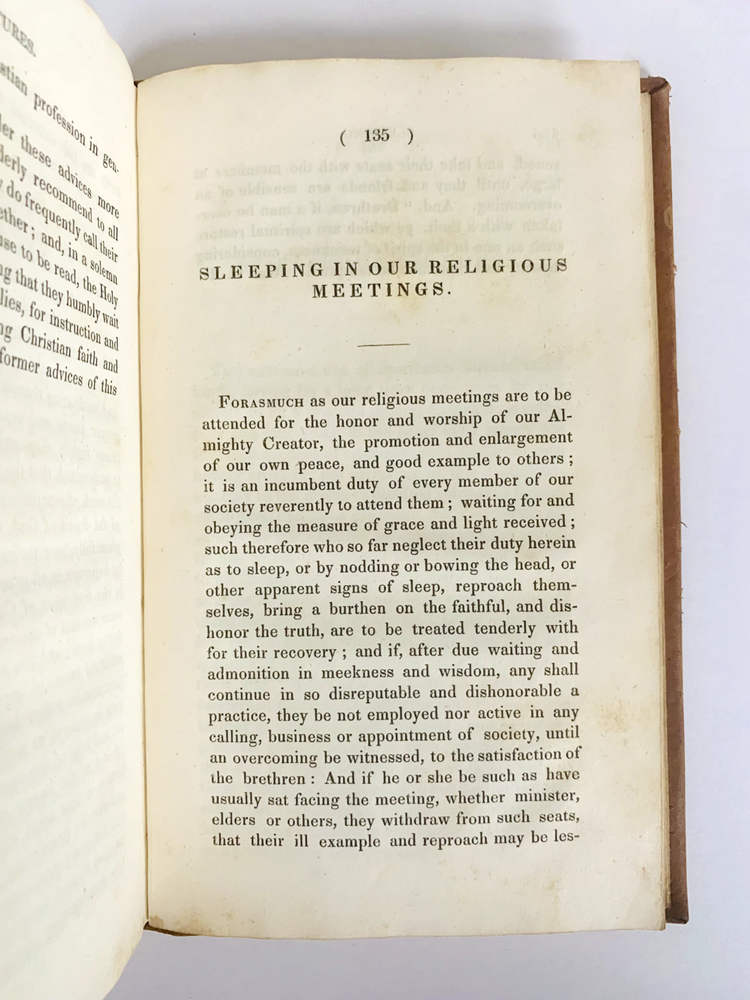 TURES.
stian profession in gen-
der these advices more
derly recommend to all
do frequently call their
ether; and, in a solemn
use to be read, the Holy
ng that they humbly wait
lies, for instruction and
ng Christian faith and
former advices of this
( 135 )
SLEEPING IN OUR RELIGIOUS
MEETINGS.
Forasmuch as our religious meetings are to be
attended for the honor and worship of our Al-
mighty Creator, the promotion and enlargement
of our own peace, and good example to others ;
it is an incumbent duty of every member of our
society reverently to attend them ; waiting for and
obeying the measure of grace and light received ;
such therefore who so far neglect their duty herein
as to sleep, or by nodding or bowing the head, or
other apparent signs of sleep, reproach them-
selves, bring a burthen on the faithful, and dis-
honor the truth, are to be treated tenderly with
for their recovery ; and if, after due waiting and
admonition in meekness and wisdom, any shall
continue in so disreputable and dishonorable a
practice, they be not employed nor active in any
calling, business or appointment of society, until
an overcoming be witnessed, to the satisfaction of
the brethren : And if he or she be such as have
usually sat facing the meeting, whether minister,
elders or others, they withdraw from such seats,
that their ill example and reproach may be les-